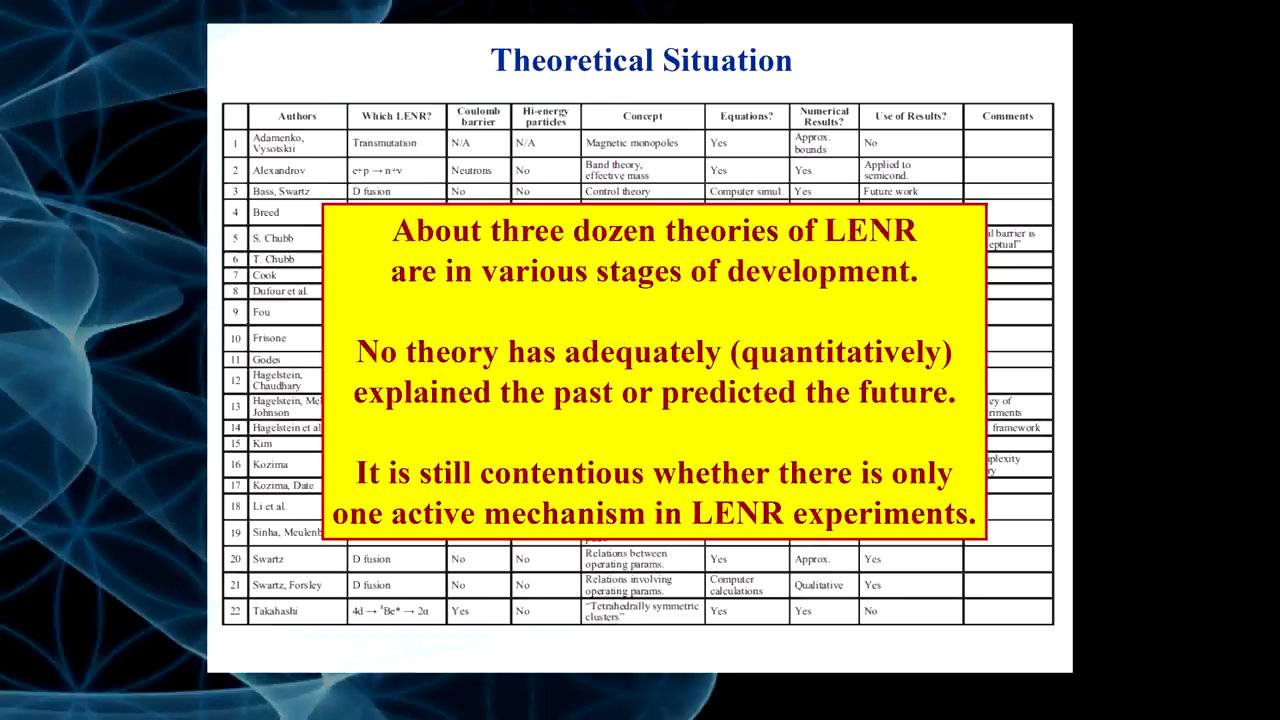 Theoretical Situation
Authors Which LENR? Coulomb barrier Hi-energy particles Concept Equations? Numerical Results? Use of Results? Comments
1 Adamenko, Vysotskii Transmutation N/A N/A Magnetic monopoles Yes Approx. bounds No
2 Alexandrov e+p → n+ν Neutrons No Band theory, effective mass Yes Yes Applied to semicond.
3 Bass, Swartz D fusion No No Control theory Computer simul. Yes Future work
4 Breed
5 S. Chubb barrier is
6 T. Chubb
7 Cook
8 Dufour et al.
9 Fou
10 Frisone
11 Godes
12 Hagelstein, Chaudhary
13 Hagelstein, Johnson of
14 Hagelstein et al framework
15 Kim
16 Kozima
17 Kozima, Date
18 Li et al.
19 Sinha,
20 Swartz D fusion No No Relations between operating params. Yes Approx. Yes
21 Swartz, Forsley D fusion No No Relations involving operating params. Computer calculations Qualitative Yes
22 Takahashi 4d → ⁸Be* → 2α Yes No "Tetrahedrally symmetric clusters" Yes Yes No
About three dozen theories of LENR
are in various stages of development.
No theory has adequately (quantitatively)
explained the past or predicted the future.
It is still contentious whether there is only
one active mechanism in LENR experiments.